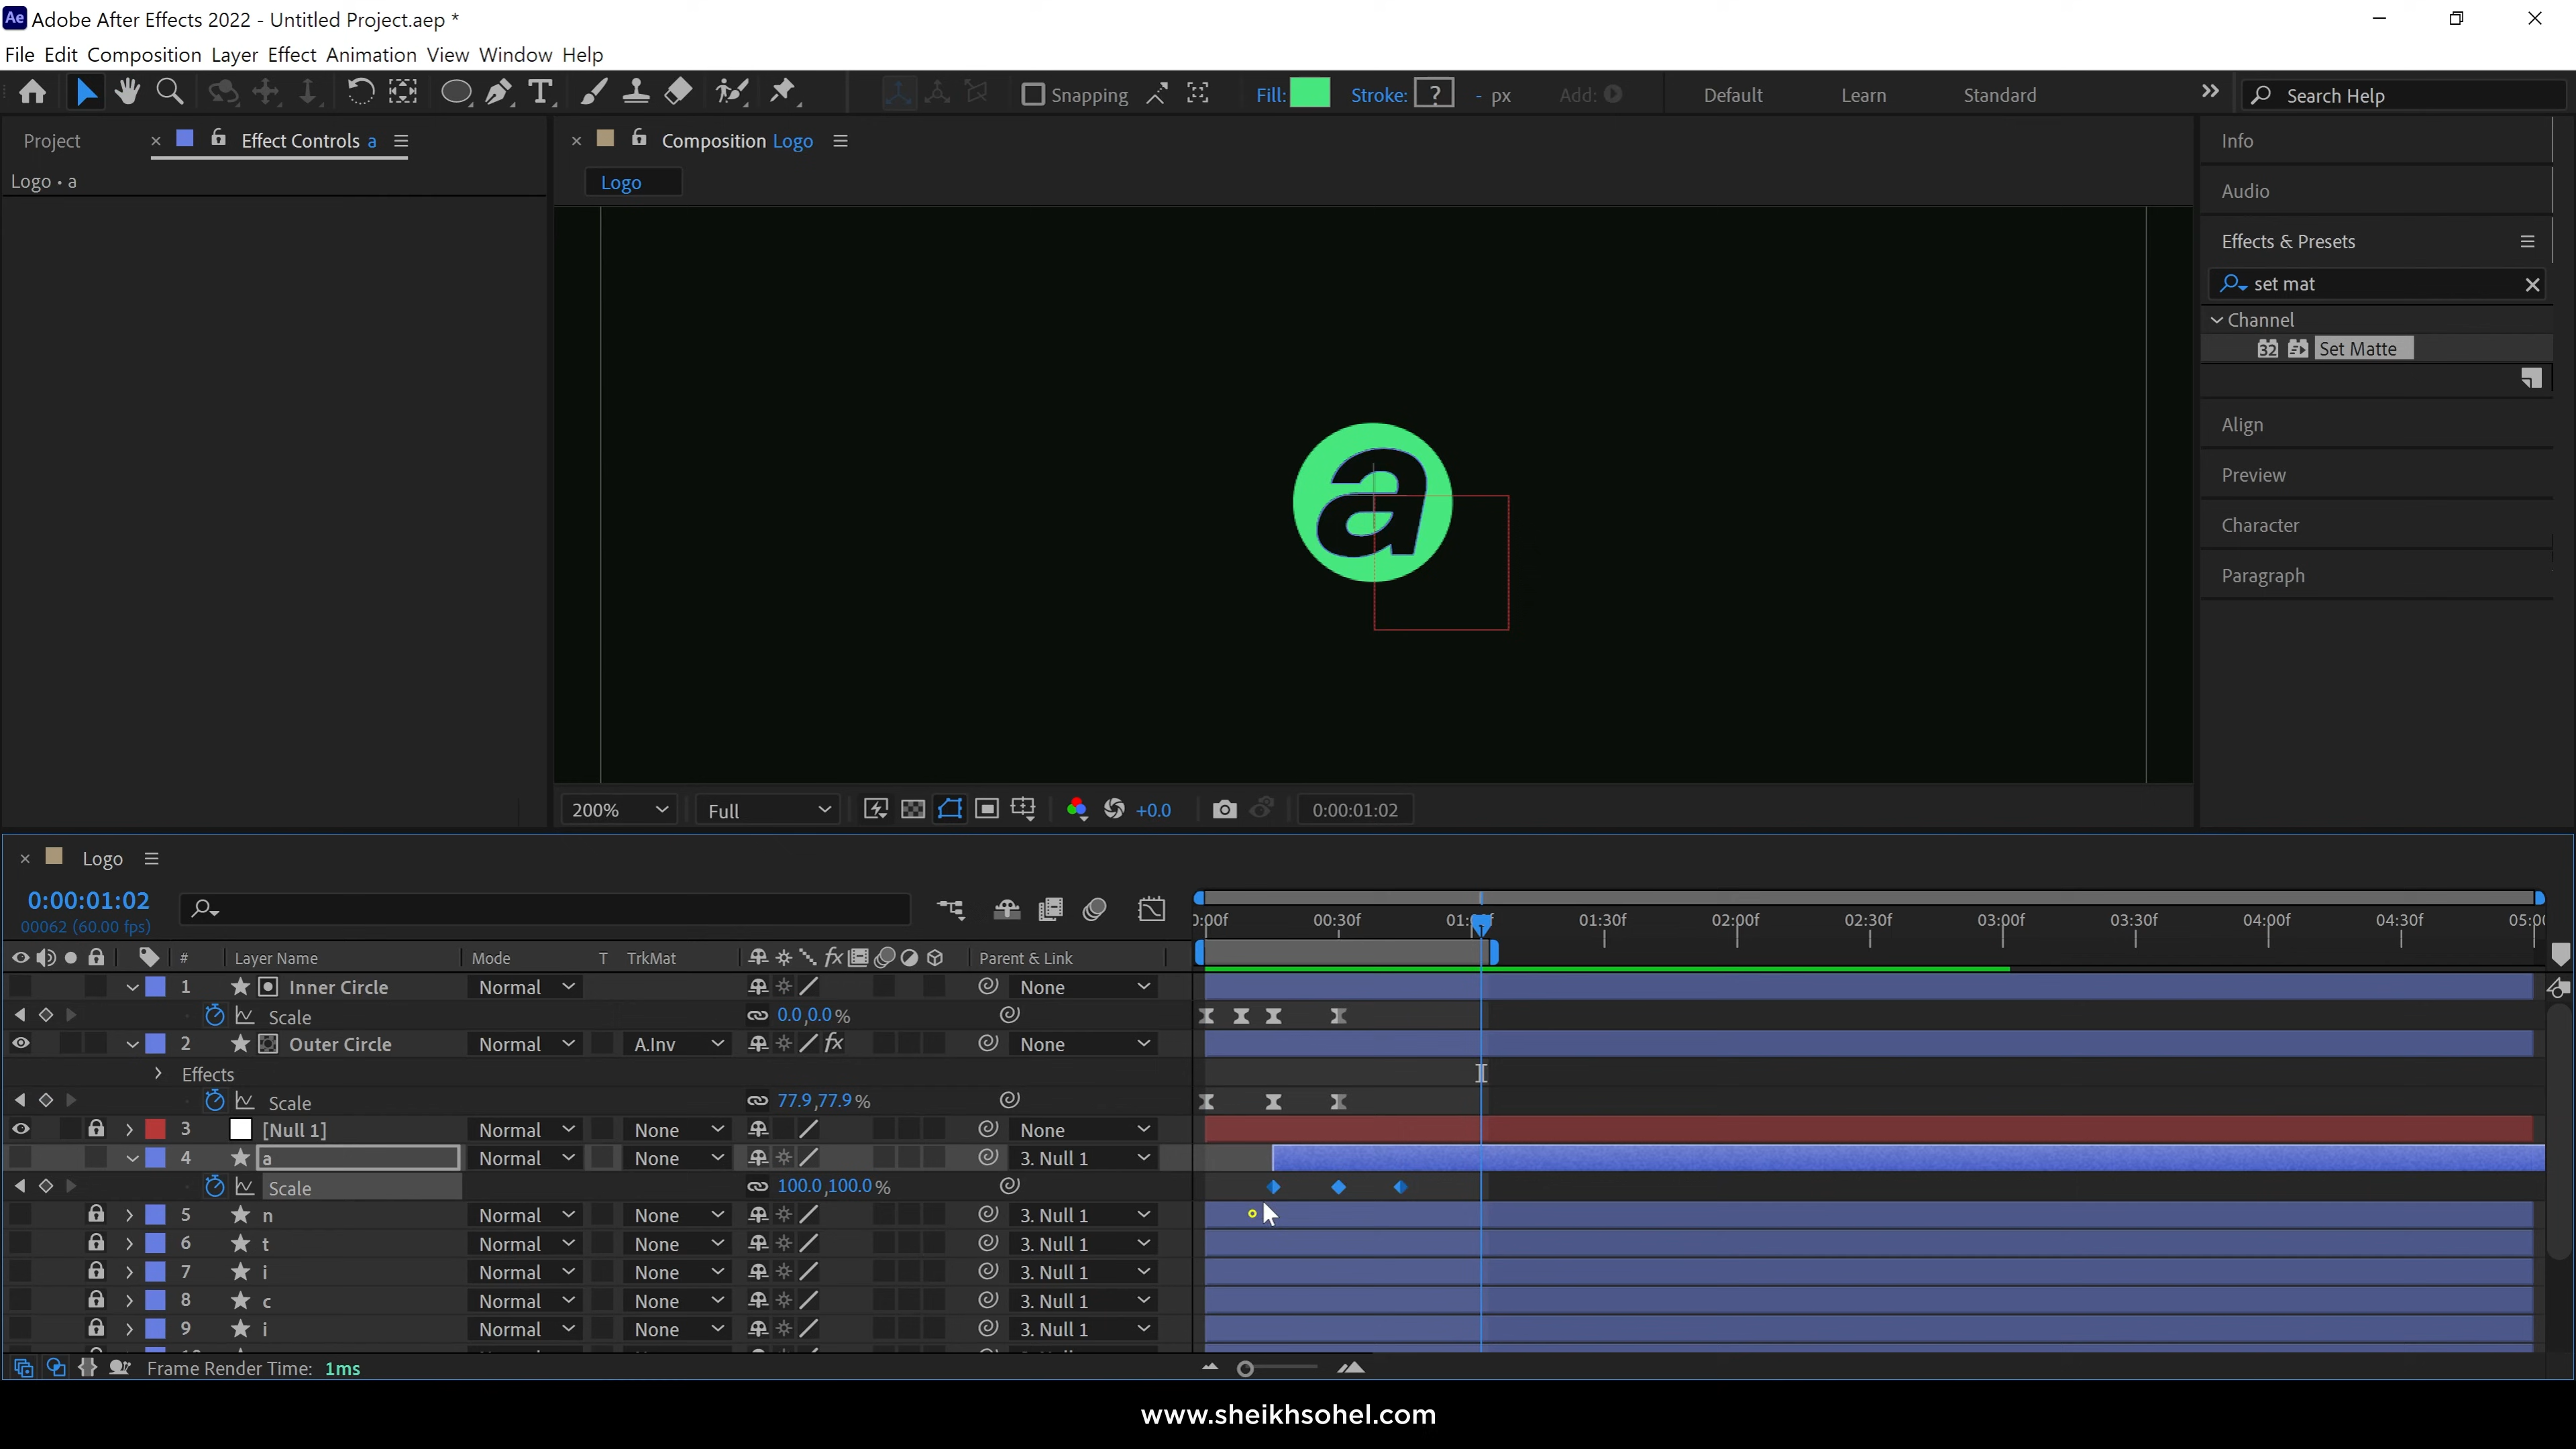 Ae Adobe After Effects 2022 - Untitled Project.aep *
File Edit Composition Layer Effect Animation View Window Help
Snapping Fill: Stroke: ? - px Add: Default Learn Standard Search Help
Project Effect Controls a Composition Logo Info
Logo • a Logo
Audio
Effects & Presets
set mat
Channel
32 Set Matte
a
Align
Preview
Character
Paragraph
200% Full +0.0 0:00:01:02
Logo
0:00:01:02
00062 (60.00 fps)
):00f 00:30f 01:00f 01:30f 02:00f 02:30f 03:00f 03:30f 04:00f 04:30f 05:00
# Layer Name Mode T TrkMat fx Parent & Link
1 Inner Circle Normal None
Scale 0.0,0.0%
2 Outer Circle Normal A.Inv fx None
Effects
Scale 77.9,77.9%
3 [Null 1] Normal None None
4 a Normal None 3. Null 1
Scale 100.0,100.0%
5 n Normal None 3. Null 1
6 t Normal None 3. Null 1
7 i Normal None 3. Null 1
8 c Normal None 3. Null 1
9 i Normal None 3. Null 1
Frame Render Time: 1ms
www.sheikhsohel.com